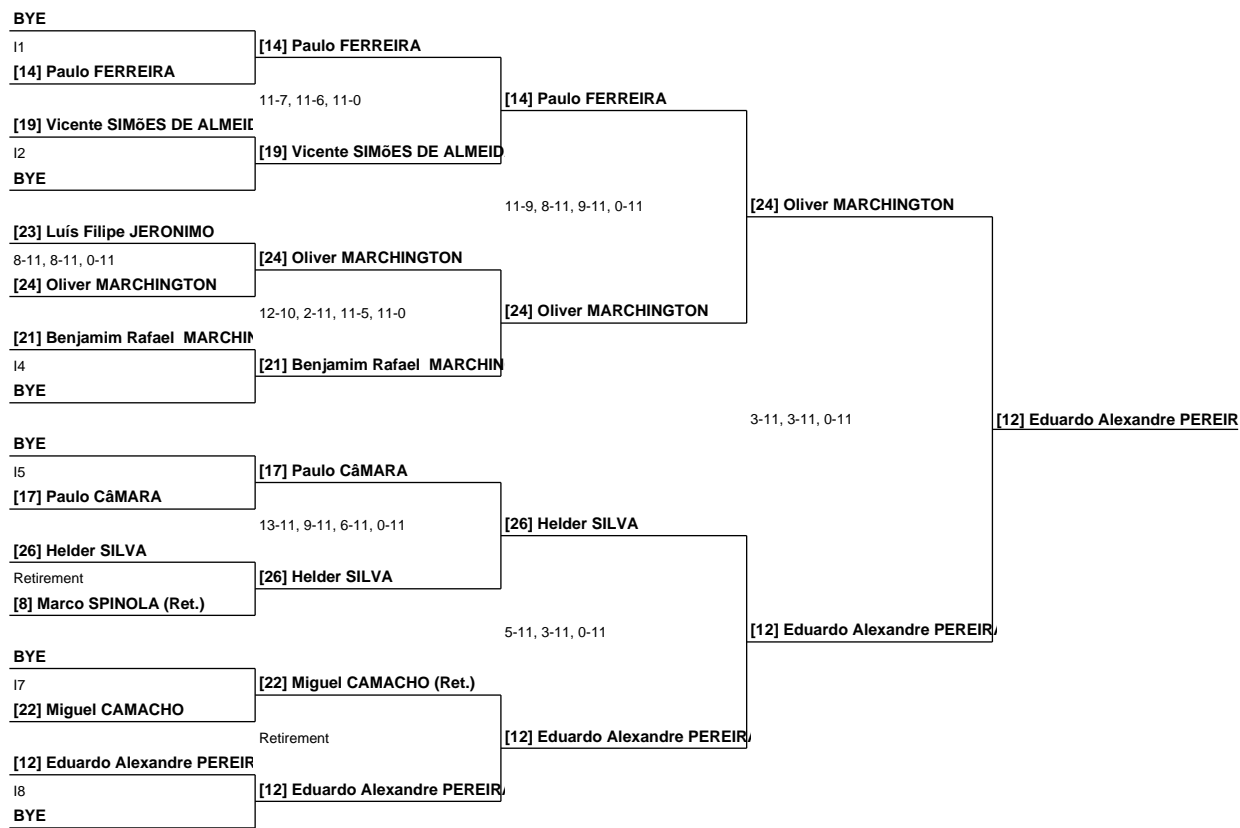 BYE
I1
[14] Paulo FERREIRA
[14] Paulo FERREIRA
11-7, 11-6, 11-0
[14] Paulo FERREIRA
[19] Vicente SIMõES DE ALMEID
I2
[19] Vicente SIMõES DE ALMEID
BYE
11-9, 8-11, 9-11, 0-11
[24] Oliver MARCHINGTON
[23] Luís Filipe JERONIMO
8-11, 8-11, 0-11
[24] Oliver MARCHINGTON
[24] Oliver MARCHINGTON
12-10, 2-11, 11-5, 11-0
[24] Oliver MARCHINGTON
[21] Benjamim Rafael MARCHIN
I4
[21] Benjamim Rafael MARCHIN
BYE
3-11, 3-11, 0-11
[12] Eduardo Alexandre PEREIR
BYE
I5
[17] Paulo CâMARA
[17] Paulo CâMARA
13-11, 9-11, 6-11, 0-11
[26] Helder SILVA
[26] Helder SILVA
Retirement
[26] Helder SILVA
[8] Marco SPINOLA (Ret.)
5-11, 3-11, 0-11
[12] Eduardo Alexandre PEREIRA
BYE
I7
[22] Miguel CAMACHO (Ret.)
[22] Miguel CAMACHO
Retirement
[12] Eduardo Alexandre PEREIRA
[12] Eduardo Alexandre PEREIR
I8
[12] Eduardo Alexandre PEREIRA
BYE